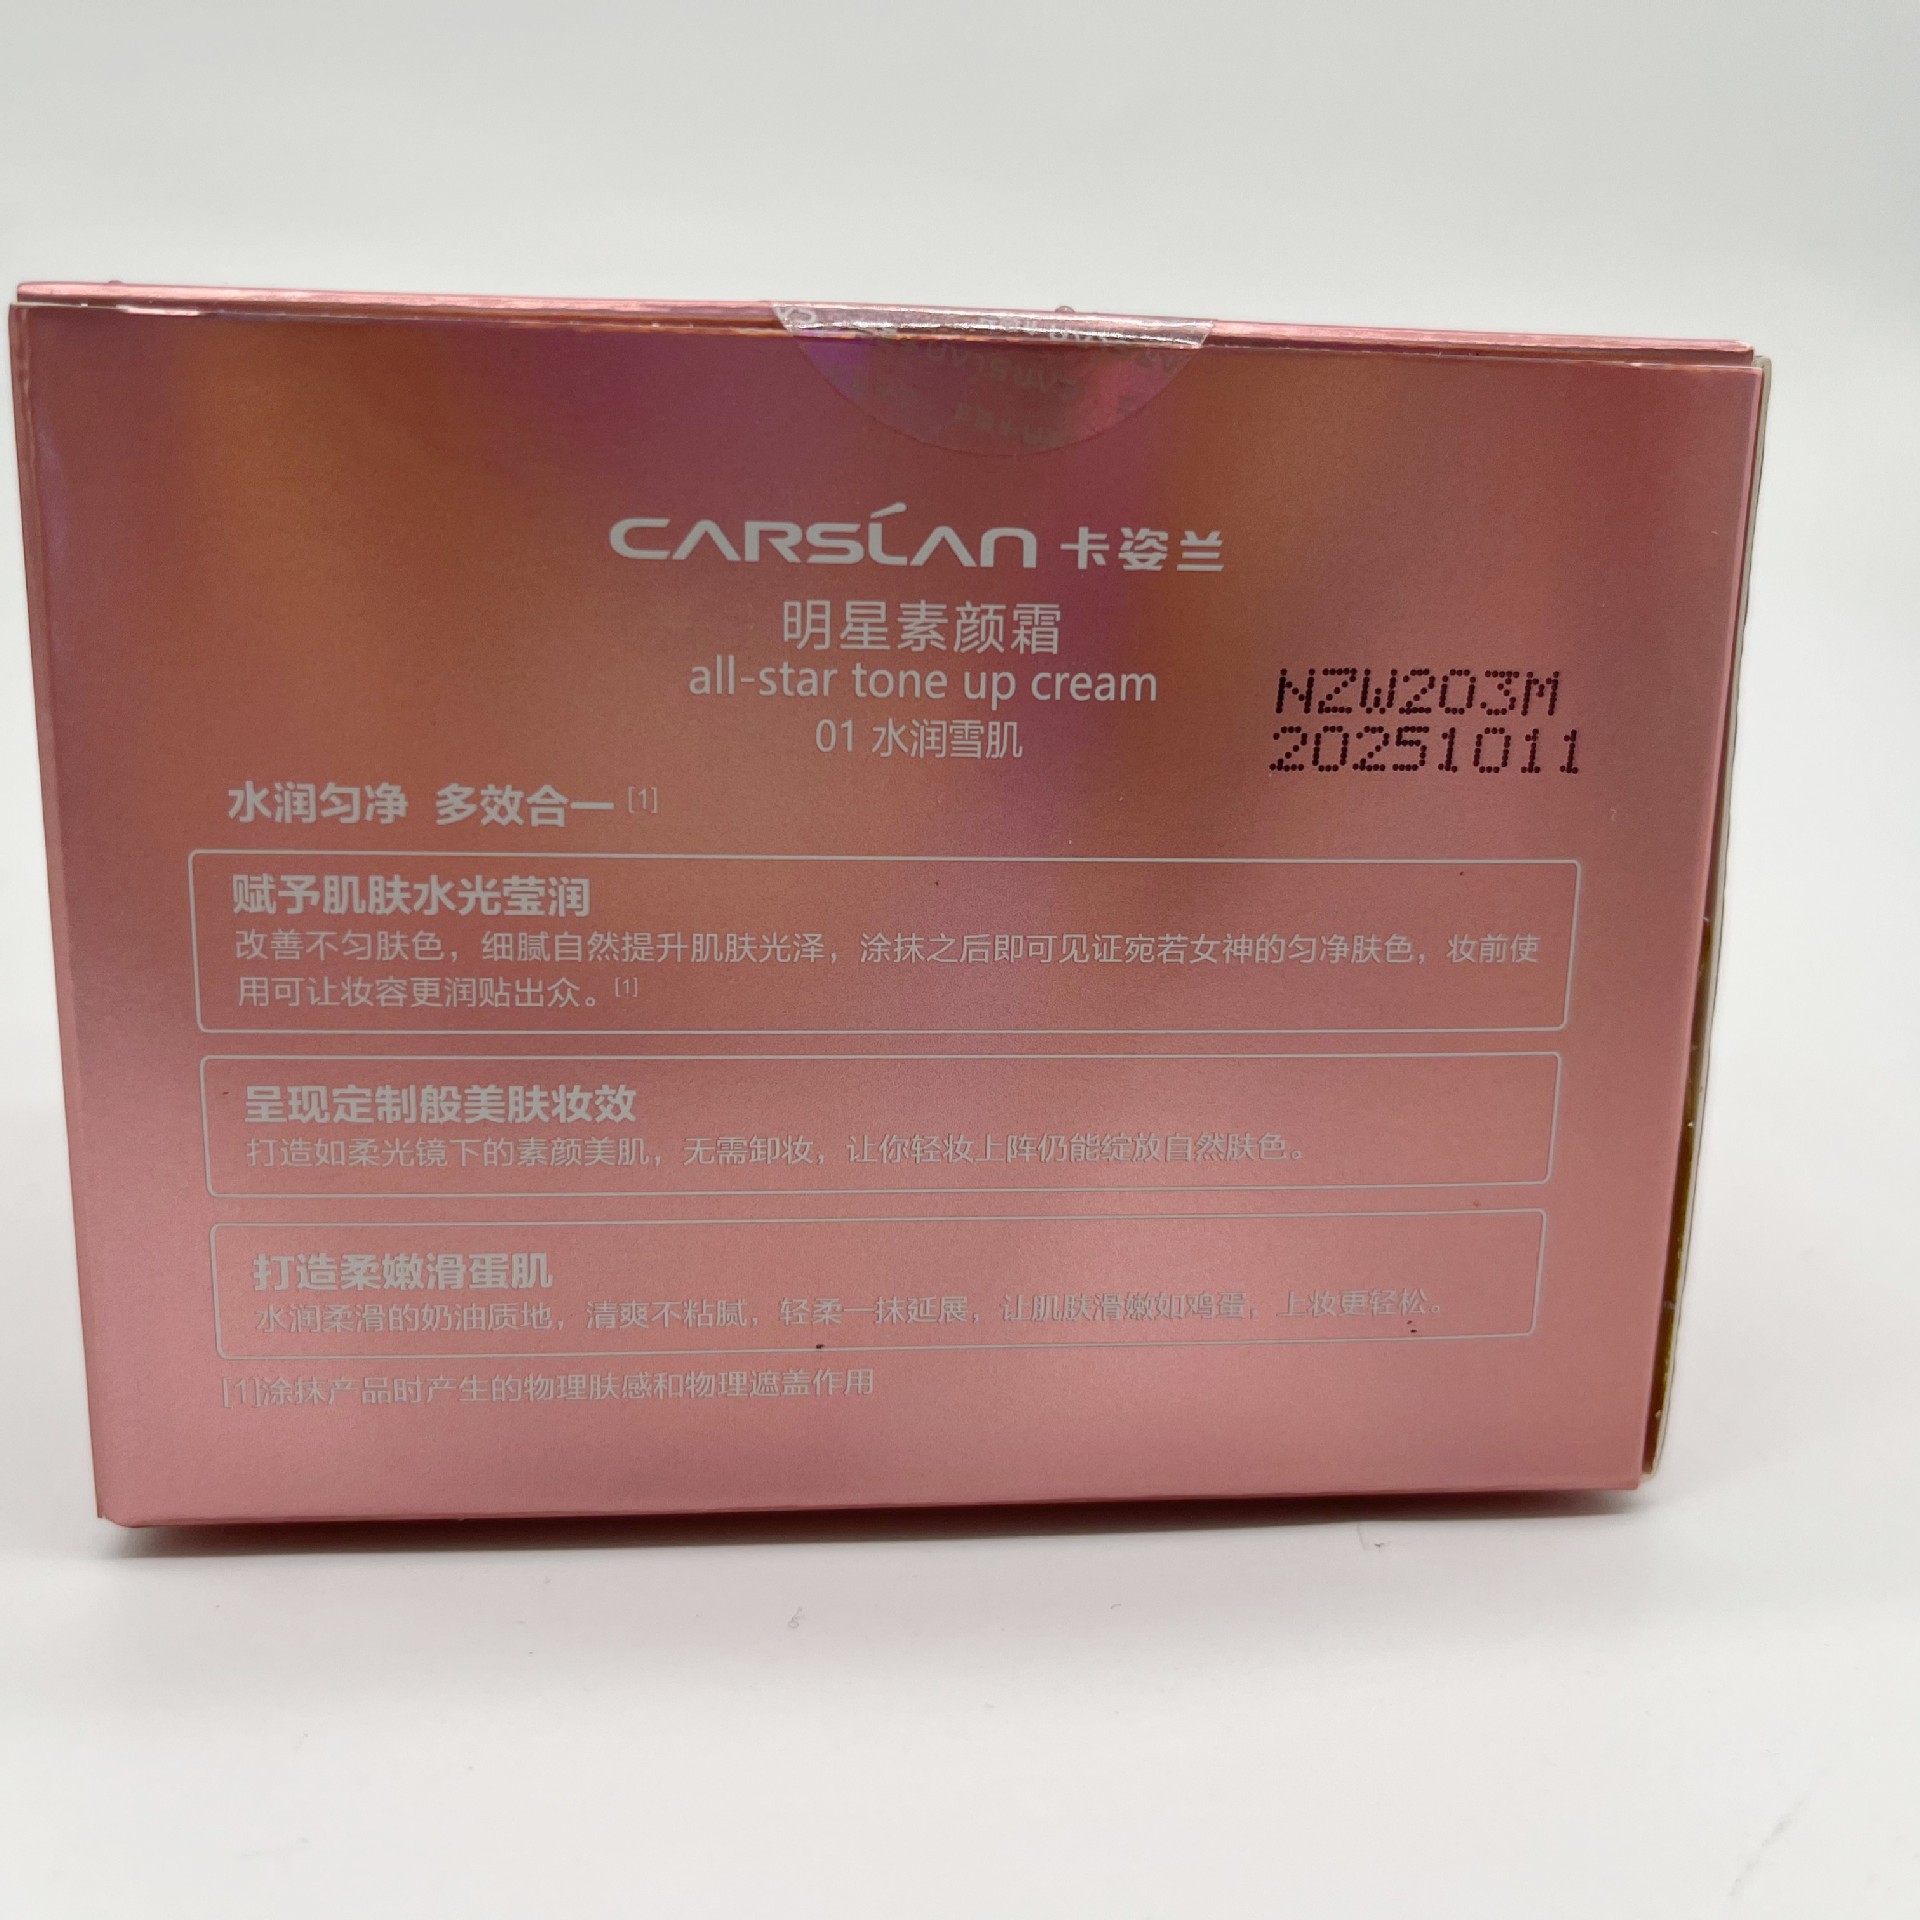 CARSLAN 卡姿兰
明星素颜霜
all-star tone up cream
01 水润雪肌
NZW203M
20251011
水润匀净 多效合一[1]
赋予肌肤水光莹润
改善不匀肤色，细腻自然提升肌肤光泽，涂抹之后即可见证宛若女神的匀净肤色，妆前使
用可让妆容更润贴出众。[1]
呈现定制般美肤妆效
打造如柔光镜下的素颜美肌，无需卸妆，让你轻妆上阵仍能绽放自然肤色。
打造柔嫩滑蛋肌
水润柔滑的奶油质地，清爽不粘腻，轻柔一抹延展，让肌肤滑嫩如鸡蛋，上妆更轻松。
[1]涂抹产品时产生的物理肤感和物理遮盖作用